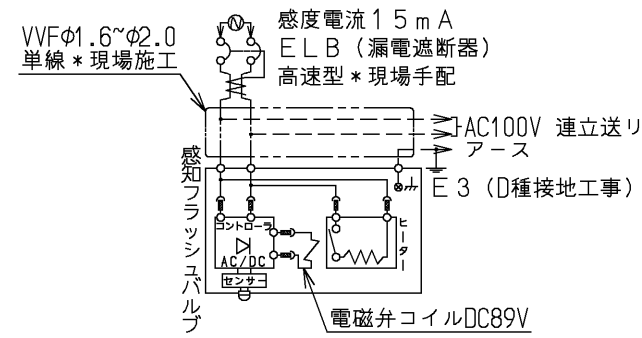 感度電流15mA
VVFφ1.6~φ2.0
ELB（漏電遮断器）
単線＊現場施工
高速型＊現場手配
AC100V 連立送り
アース
E3（D種接地工事）
感知フラッシュバルブ
コントローラ
ヒーター
AC/DC
センサー
電磁弁コイルDC89V